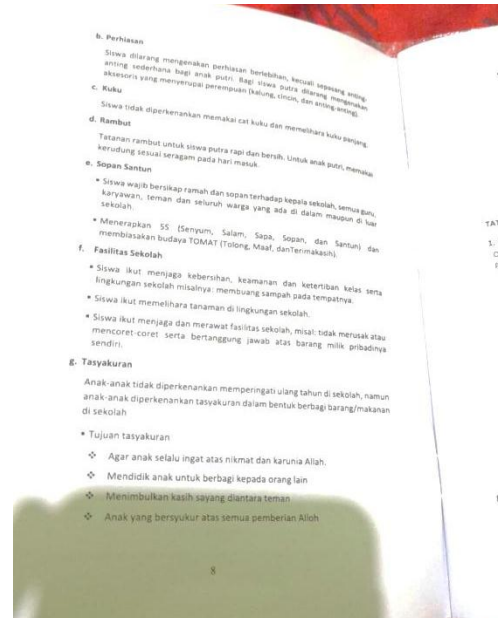 b. Perhiasan
Siswa dilarang mengenakan perhiasan berlebihan, kecuali sepasang anting-
anting sederhana bagi anak putri. Bagi siswa putra dilarang mengenakan
aksesoris yang menyerupai perempuan (kalung, cincin, dan anting-anting).
c. Kuku
Siswa tidak diperkenankan memakai cat kuku dan memelihara kuku panjang.
d. Rambut
Tatanan rambut untuk siswa putra rapi dan bersih. Untuk anak putri, memakai
kerudung sesuai seragam pada hari masuk.
e. Sopan Santun
• Siswa wajib bersikap ramah dan sopan terhadap kepala sekolah, semua guru,
karyawan, teman dan seluruh warga yang ada di dalam maupun di luar
sekolah.
• Menerapkan 5S (Senyum, Salam, Sapa, Sopan, dan Santun) dan
membiasakan budaya TOMAT (Tolong, Maaf, danTerimakasih).
f. Fasilitas Sekolah
• Siswa ikut menjaga kebersihan, keamanan dan ketertiban kelas serta
lingkungan sekolah misalnya: membuang sampah pada tempatnya.
• Siswa ikut memelihara tanaman di lingkungan sekolah.
• Siswa ikut menjaga dan merawat fasilitas sekolah, misal: tidak merusak atau
mencoret-coret serta bertanggung jawab atas barang milik pribadinya
sendiri.
g. Tasyakuran
Anak-anak tidak diperkenankan memperingati ulang tahun di sekolah, namun
anak-anak diperkenankan tasyakuran dalam bentuk berbagi barang/makanan
di sekolah
• Tujuan tasyakuran
❖ Agar anak selalu ingat atas nikmat dan karunia Allah.
❖ Mendidik anak untuk berbagi kepada orang lain
❖ Menimbulkan kasih sayang diantara teman
❖ Anak yang bersyukur atas semua pemberian Alloh
8
TAT
1.